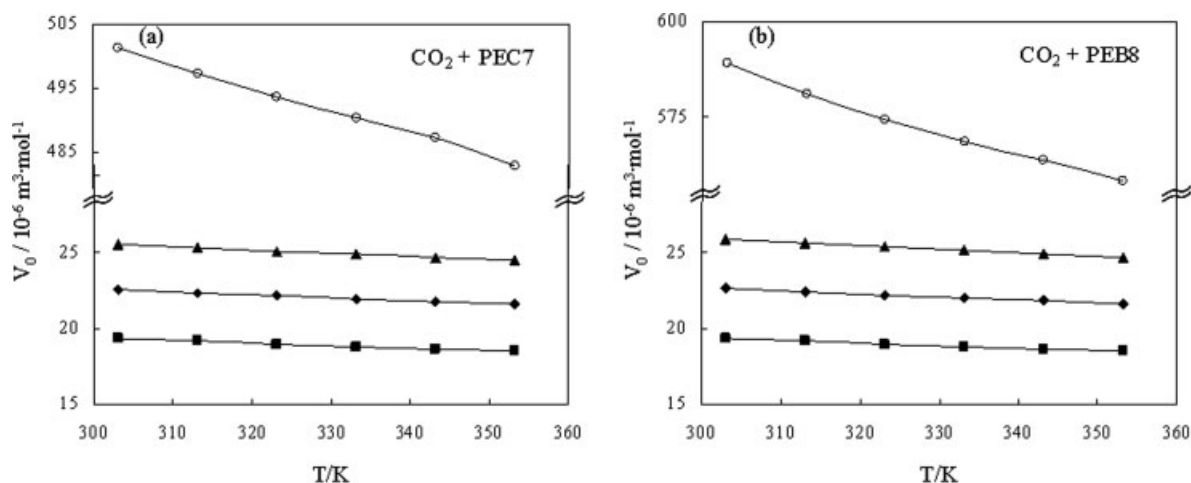 505
(a)
CO₂ + PEC7
495
485
V₀ / 10⁻⁶ m³·mol⁻¹
25
20
15
300 310 320 330 340 350 360
T/K
600
(b)
CO₂ + PEB8
575
V₀ / 10⁻⁶ m³·mol⁻¹
25
20
15
300 310 320 330 340 350 360
T/K